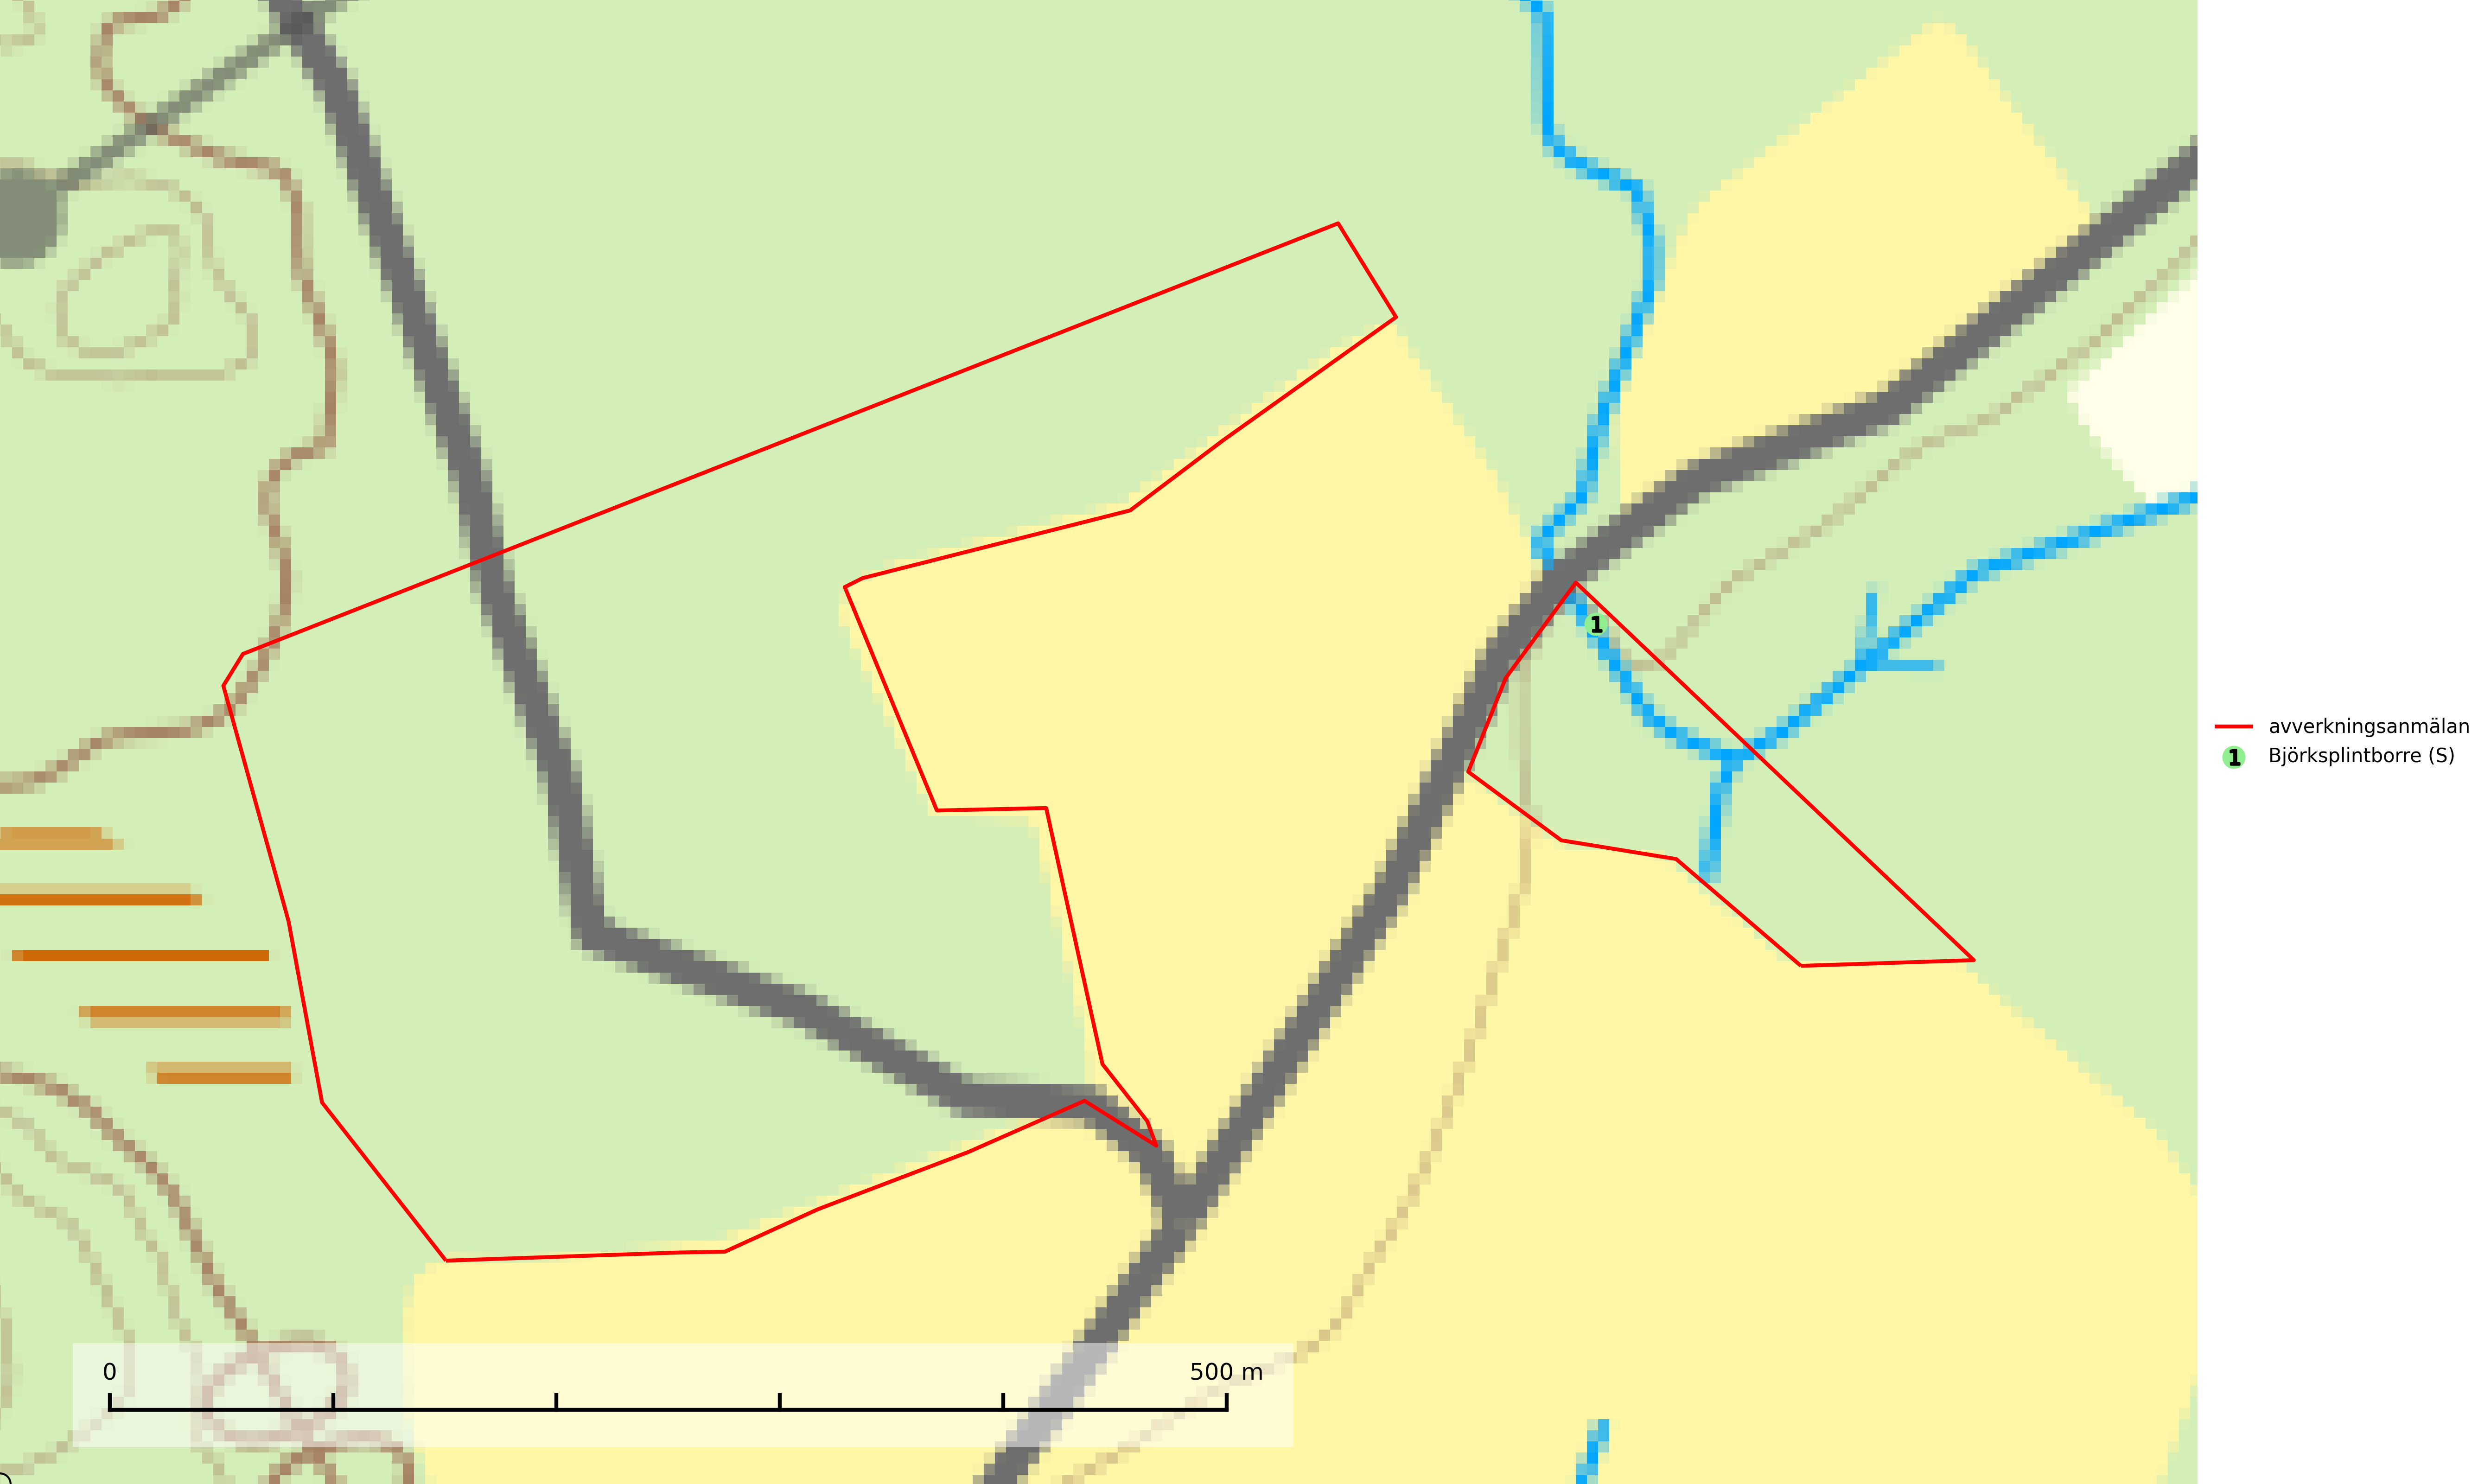 1
avverkningsanmälan
1 Björksplintborre (S)
0 500 m